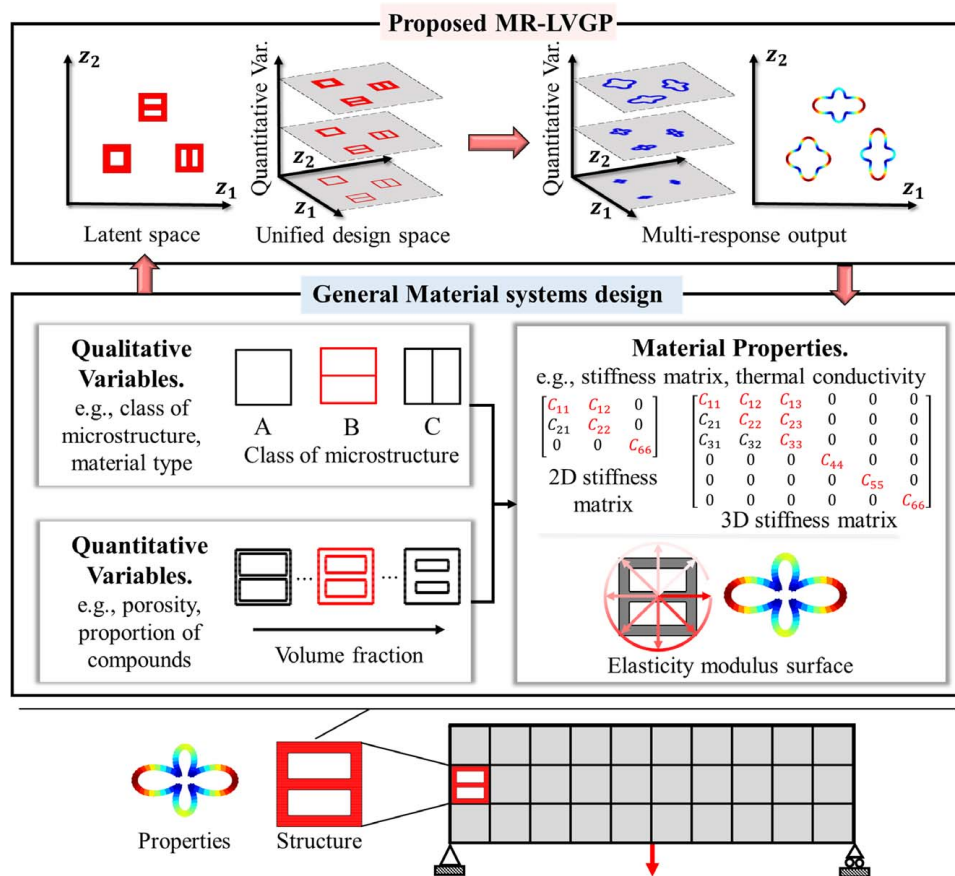 Proposed MR-LVGP
z₂
z₁
Latent space
Quantitative Var.
z₂
z₁
Unified design space
Quantitative Var.
z₂
z₁
z₂
z₁
Multi-response output
General Material systems design
Qualitative
Variables.
e.g., class of
microstructure,
material type
A B C
Class of microstructure
Quantitative
Variables.
e.g., porosity,
proportion of
compounds
... ...
Volume fraction
Material Properties.
e.g., stiffness matrix, thermal conductivity
C₁₁ C₁₂ 0
C₂₁ C₂₂ 0
0 0 C₆₆
2D stiffness
matrix
C₁₁ C₁₂ C₁₃ 0 0 0
C₂₁ C₂₂ C₂₃ 0 0 0
C₃₁ C₃₂ C₃₃ 0 0 0
0 0 0 C₄₄ 0 0
0 0 0 0 C₅₅ 0
0 0 0 0 0 C₆₆
3D stiffness matrix
Elasticity modulus surface
Properties
Structure